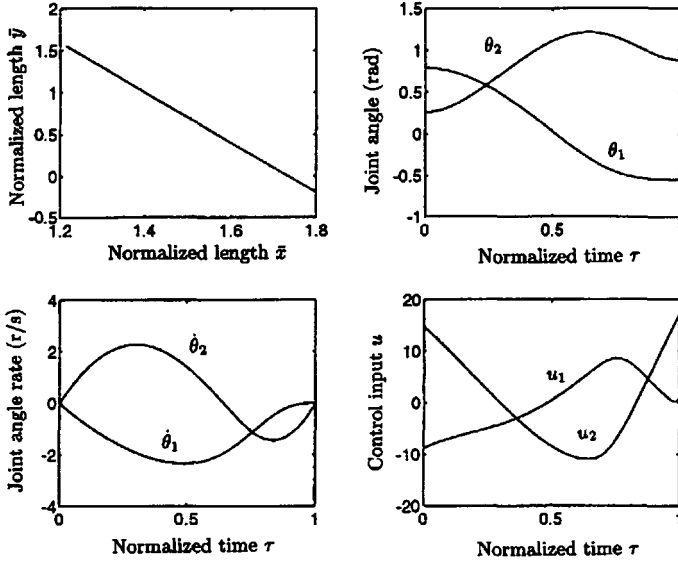 Normalized length ȳ
2
1.5
1
0.5
0
-0.5
1.2
1.4
1.6
1.8
Normalized length x̄
Joint angle (rad)
1.5
1
0.5
0
-0.5
-1
θ₂
θ₁
0
0.5
1
Normalized time τ
Joint angle rate (r/s)
4
2
0
-2
-4
θ̇₂
θ̇₁
0
0.5
1
Normalized time τ
Control input u
20
10
0
-10
-20
u₁
u₂
0
0.5
1
Normalized time τ